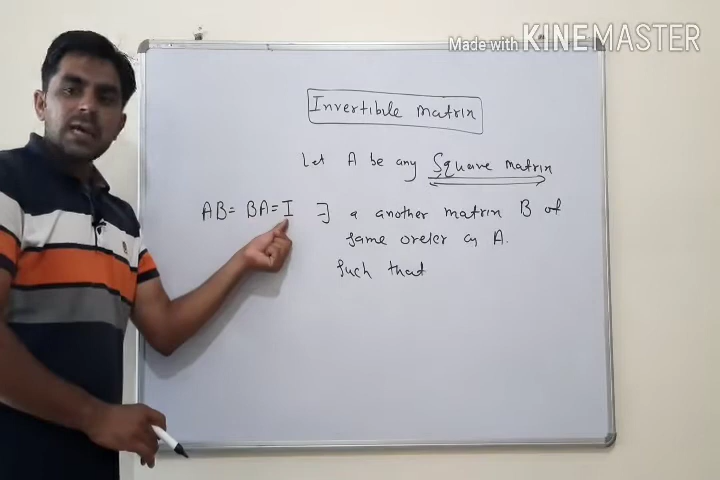 Made with KINEMASTER
Invertible matrix
Let A be any Square matrix
AB = BA = I ∃ a another matrix B of
same order as A.
Such that